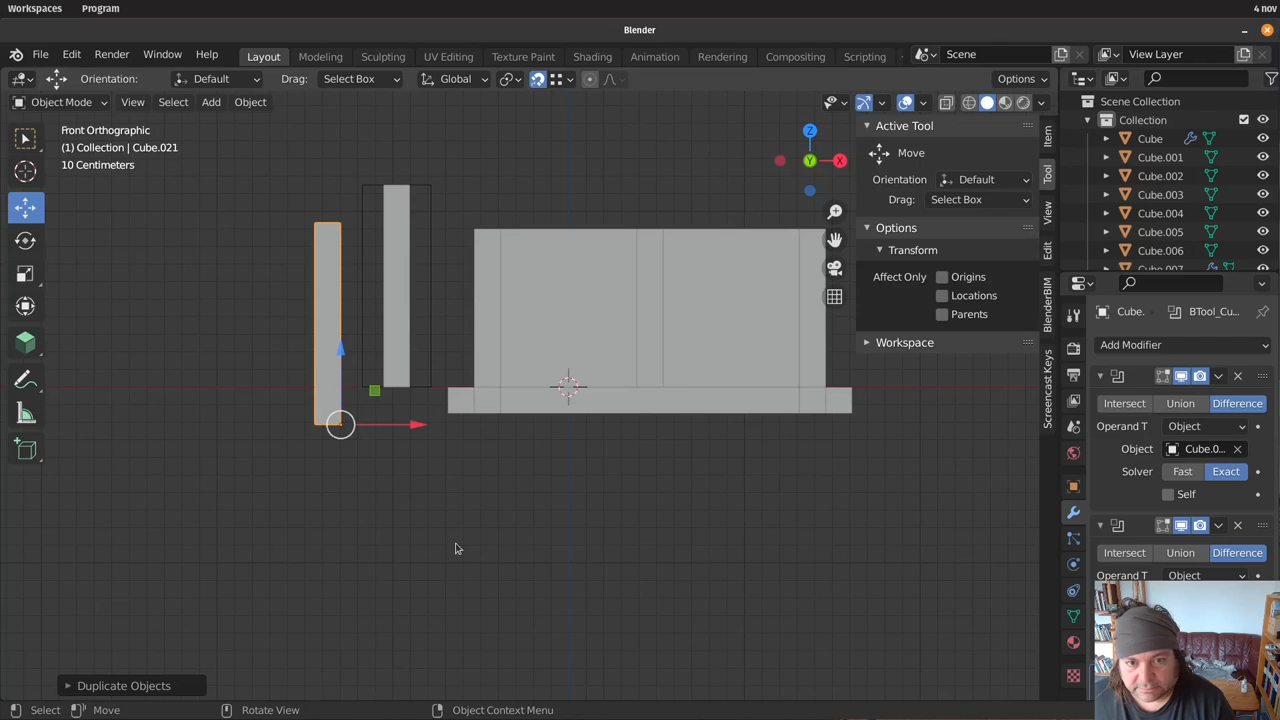 Workspaces Program 4 nov
Blender
File Edit Render Window Help Layout Modeling Sculpting UV Editing Texture Paint Shading Animation Rendering Compositing Scripting Scene View Layer
Orientation: Default Drag: Select Box Global Options
Object Mode View Select Add Object
Front Orthographic
(1) Collection | Cube.021
10 Centimeters
Z
X
Y
Active Tool
Move
Orientation Default
Drag: Select Box
Options
Transform
Affect Only Origins
Locations
Parents
Workspace
Item
Tool
View
Edit
BlenderBIM
Screencast Keys
Scene Collection
Collection
Cube
Cube.001
Cube.002
Cube.003
Cube.004
Cube.005
Cube.006
Cube.007
Cube. BTool_Cu...
Add Modifier
Intersect Union Difference
Operand T Object
Object Cube.0...
Solver Fast Exact
Self
Intersect Union Difference
Operand T Object
Duplicate Objects
Select Move Rotate View Object Context Menu